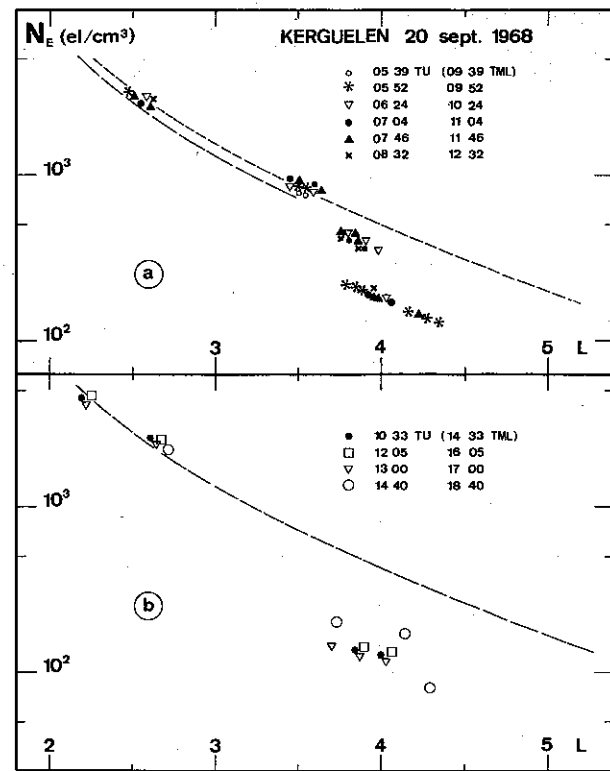 N_E (el/cm³) KERGUELEN 20 sept. 1968
○ 05 39 TU (09 39 TML)
✳ 05 52 09 52
▽ 06 24 10 24
● 07 04 11 04
▲ 07 46 11 46
× 08 32 12 32
10³
a
10²
3 4 5 L
● 10 33 TU (14 33 TML)
□ 12 05 16 05
▽ 13 00 17 00
○ 14 40 18 40
10³
b
10²
2 3 4 5 L